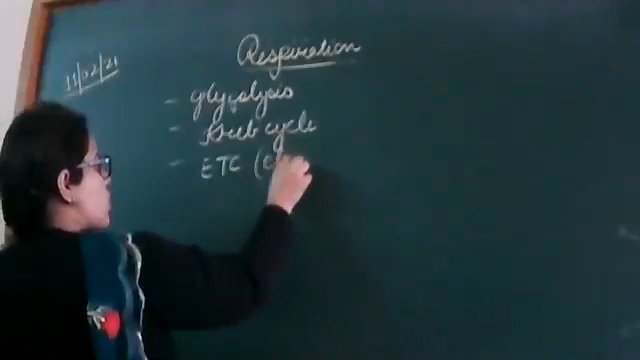 Respiration
11/02/21
- Glycolysis
- Kreb cycle
- ETC (